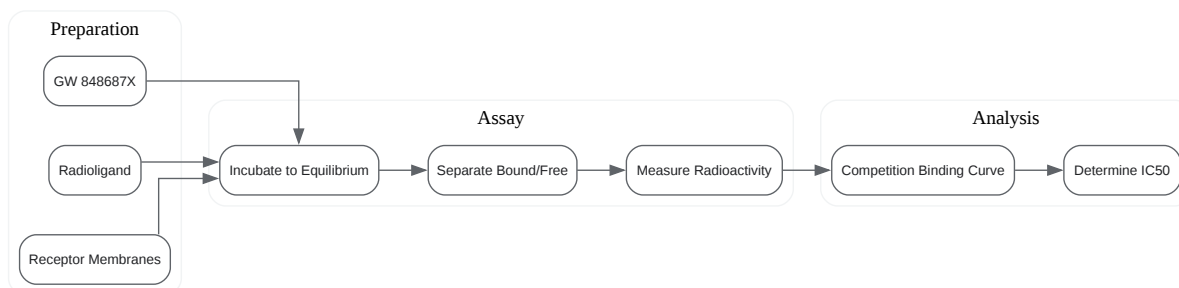 Preparation
GW 848687X
Radioligand
Receptor Membranes
Assay
Incubate to Equilibrium
Separate Bound/Free
Measure Radioactivity
Analysis
Competition Binding Curve
Determine IC50